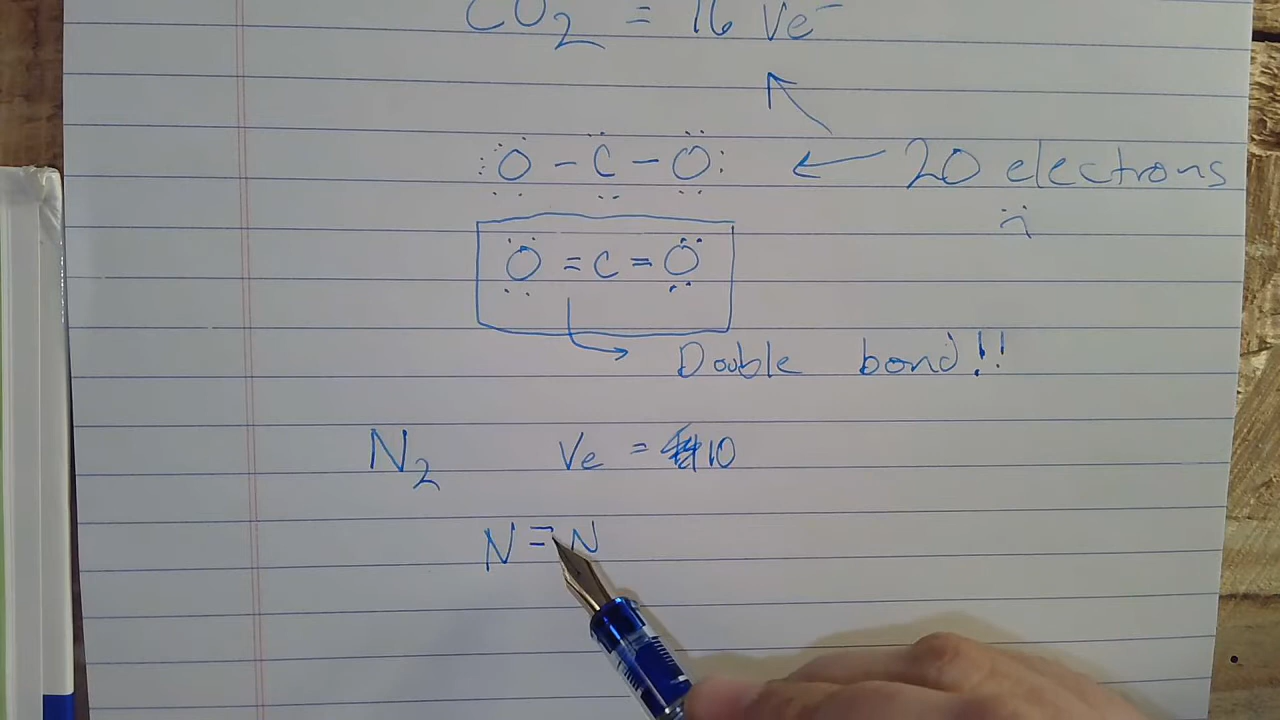 CO2 = 16 Ve-
O - C - O ← 20 electrons
O = C = O
Double bond!!
N2 Ve = 10
N = N